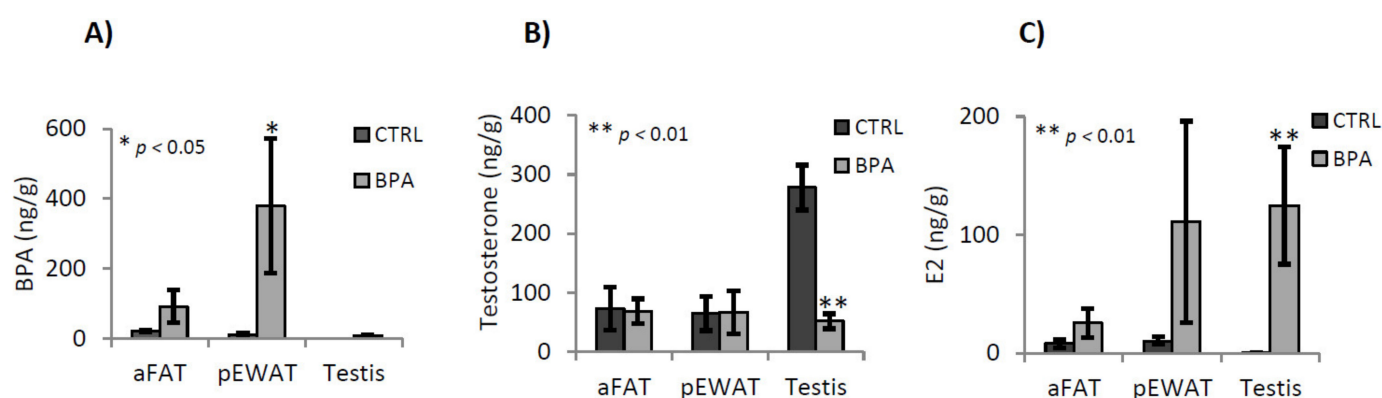 A)
BPA (ng/g)
600
400
200
0
* p < 0.05
*
CTRL
BPA
aFAT pEWAT Testis
B)
Testosterone (ng/g)
400
300
200
100
0
** p < 0.01
**
CTRL
BPA
aFAT pEWAT Testis
C)
E2 (ng/g)
200
100
0
** p < 0.01
**
CTRL
BPA
aFAT pEWAT Testis